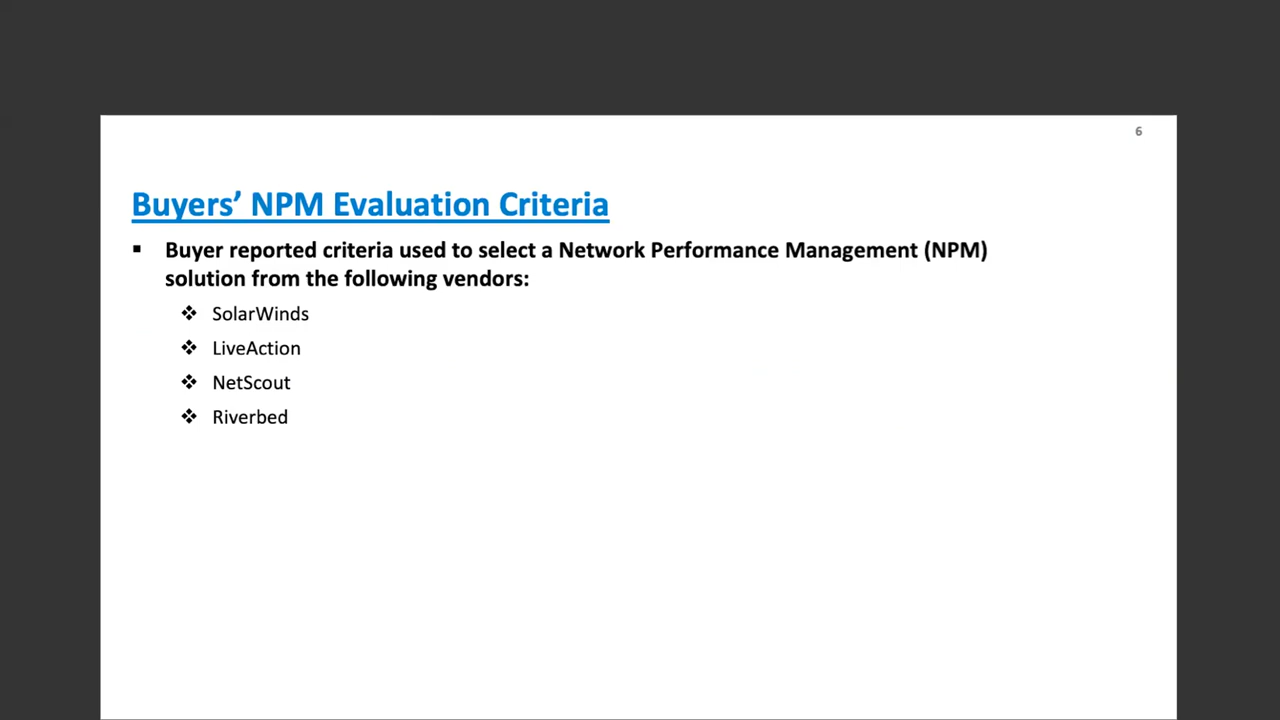 6
Buyers’ NPM Evaluation Criteria
▪ Buyer reported criteria used to select a Network Performance Management (NPM)
solution from the following vendors:
❖ SolarWinds
❖ LiveAction
❖ NetScout
❖ Riverbed